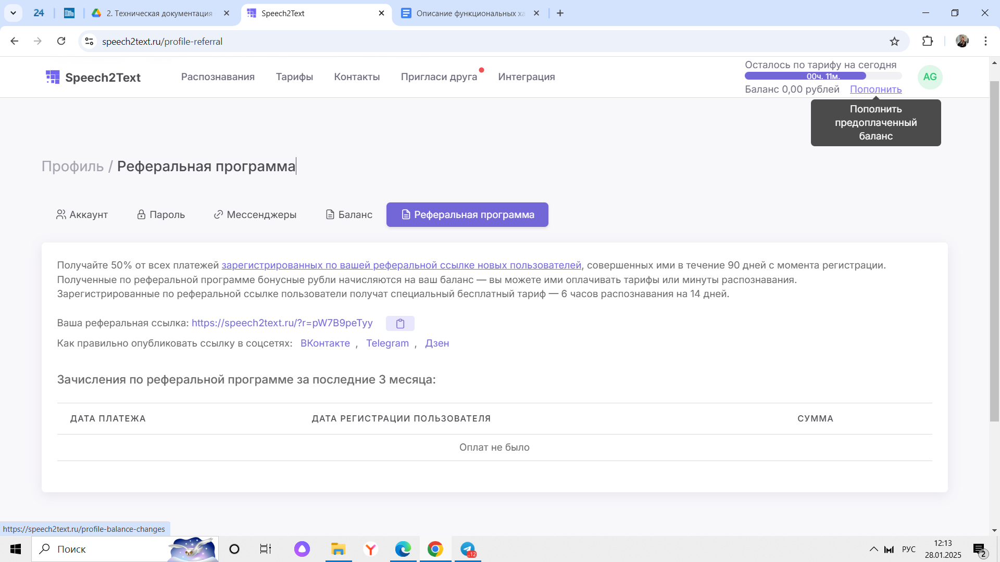 24
2. Техническая документация
Speech2Text
Описание функциональных ха
speech2text.ru/profile-referral
Speech2Text
Распознавания
Тарифы
Контакты
Пригласи друга
Интеграция
Осталось по тарифу на сегодня
00ч. 11м.
Баланс 0,00 рублей Пополнить
AG
Пополнить
предоплаченный
баланс
Профиль / Реферальная программа
Аккаунт
Пароль
Мессенджеры
Баланс
Реферальная программа
Получайте 50% от всех платежей зарегистрированных по вашей реферальной ссылке новых пользователей, совершенных ими в течение 90 дней с момента регистрации.
Полученные по реферальной программе бонусные рубли начисляются на ваш баланс — вы можете ими оплачивать тарифы или минуты распознавания.
Зарегистрированные по реферальной ссылке пользователи получат специальный бесплатный тариф — 6 часов распознавания на 14 дней.
Ваша реферальная ссылка: https://speech2text.ru/?r=pW7B9peTyy
Как правильно опубликовать ссылку в соцсетях: ВКонтакте , Telegram , Дзен
Зачисления по реферальной программе за последние 3 месяца:
ДАТА ПЛАТЕЖА
ДАТА РЕГИСТРАЦИИ ПОЛЬЗОВАТЕЛЯ
СУММА
Оплат не было
https://speech2text.ru/profile-balance-changes
Поиск
..12
РУС
12:13
28.01.2025
2